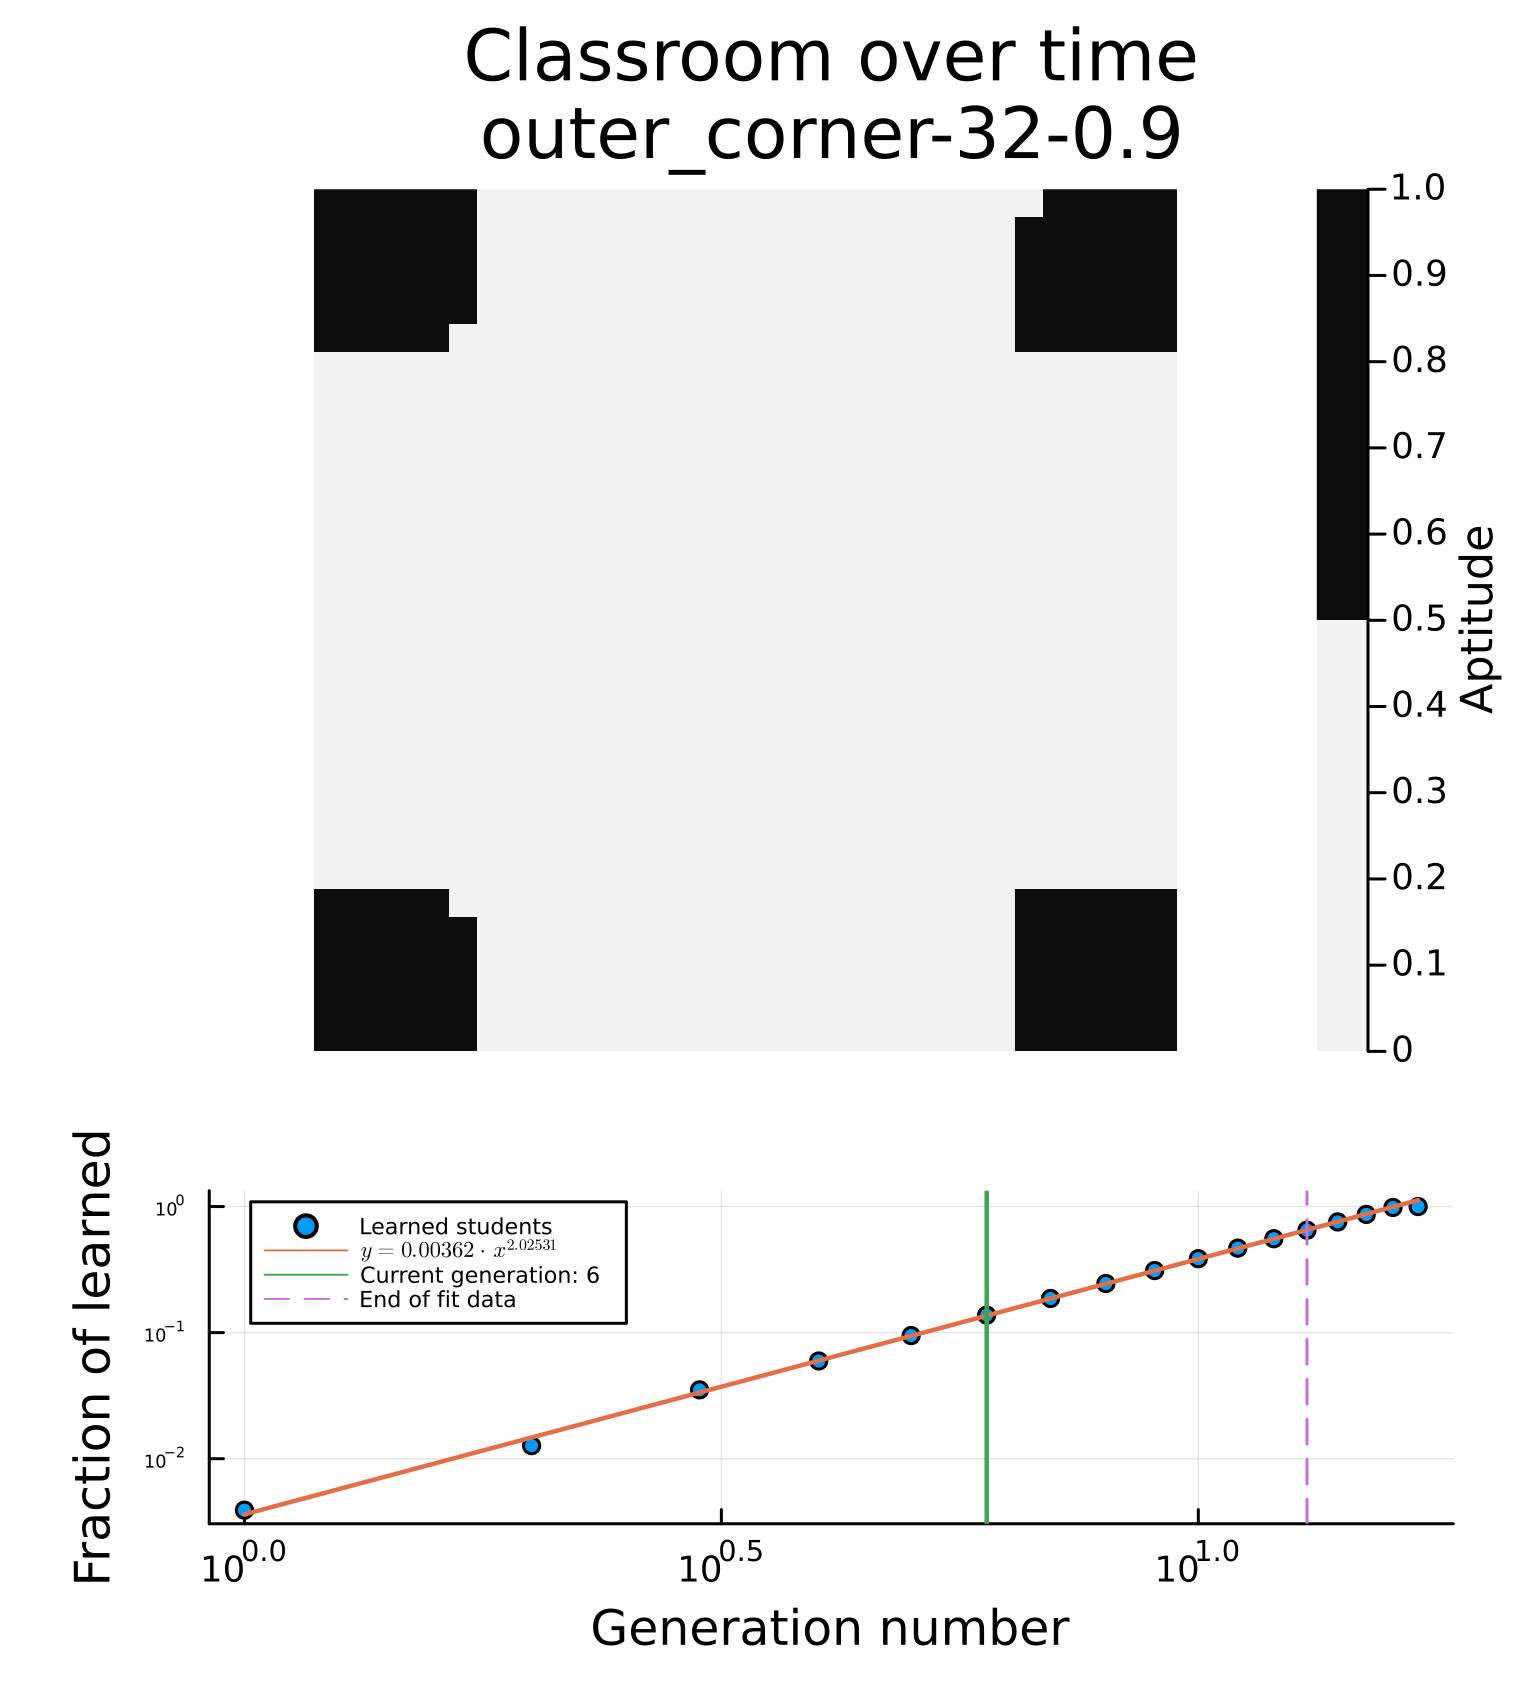 Classroom over time
outer_corner-32-0.9
1.0
0.9
0.8
0.7
0.6
0.5
0.4
0.3
0.2
0.1
0
Aptitude
Fraction of learned
10⁰
10⁻¹
10⁻²
Learned students
y = 0.00362 · x^2.02531
Current generation: 6
End of fit data
10^0.0
10^0.5
10^1.0
Generation number